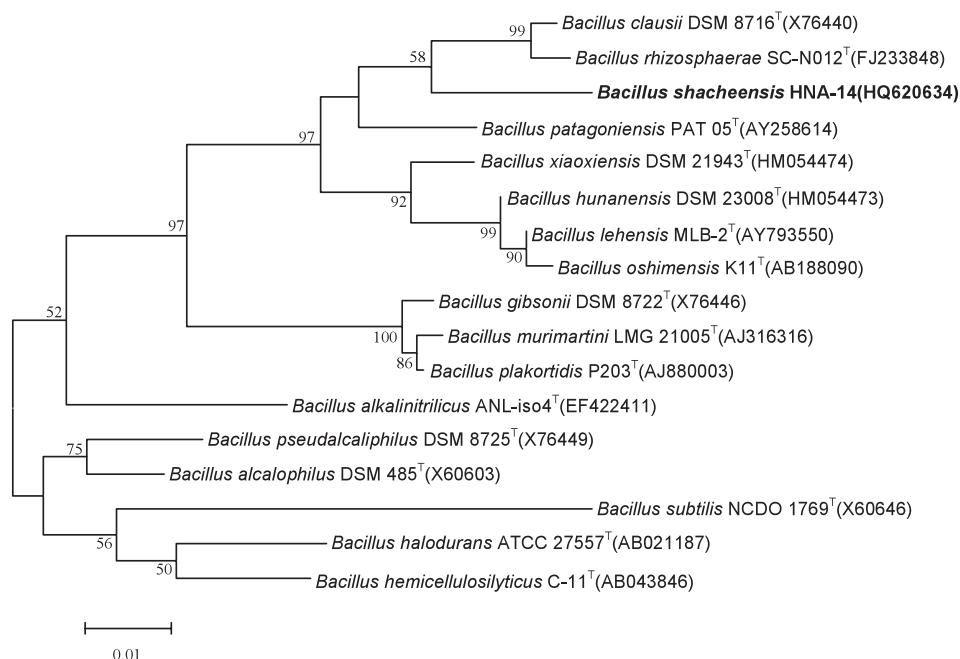 Bacillus clausii DSM 8716T(X76440)
99
Bacillus rhizosphaerae SC-N012T(FJ233848)
58
Bacillus shacheensis HNA-14(HQ620634)
Bacillus patagoniensis PAT 05T(AY258614)
97
Bacillus xiaoxiensis DSM 21943T(HM054474)
92
Bacillus hunanensis DSM 23008T(HM054473)
99
Bacillus lehensis MLB-2T(AY793550)
90
Bacillus oshimensis K11T(AB188090)
97
Bacillus gibsonii DSM 8722T(X76446)
100
Bacillus murimartini LMG 21005T(AJ316316)
86
Bacillus plakortidis P203T(AJ880003)
52
Bacillus alkalinitrilicus ANL-iso4T(EF422411)
Bacillus pseudalcaliphilus DSM 8725T(X76449)
75
Bacillus alcalophilus DSM 485T(X60603)
Bacillus subtilis NCDO 1769T(X60646)
56
Bacillus halodurans ATCC 27557T(AB021187)
50
Bacillus hemicellulosilyticus C-11T(AB043846)
0.01